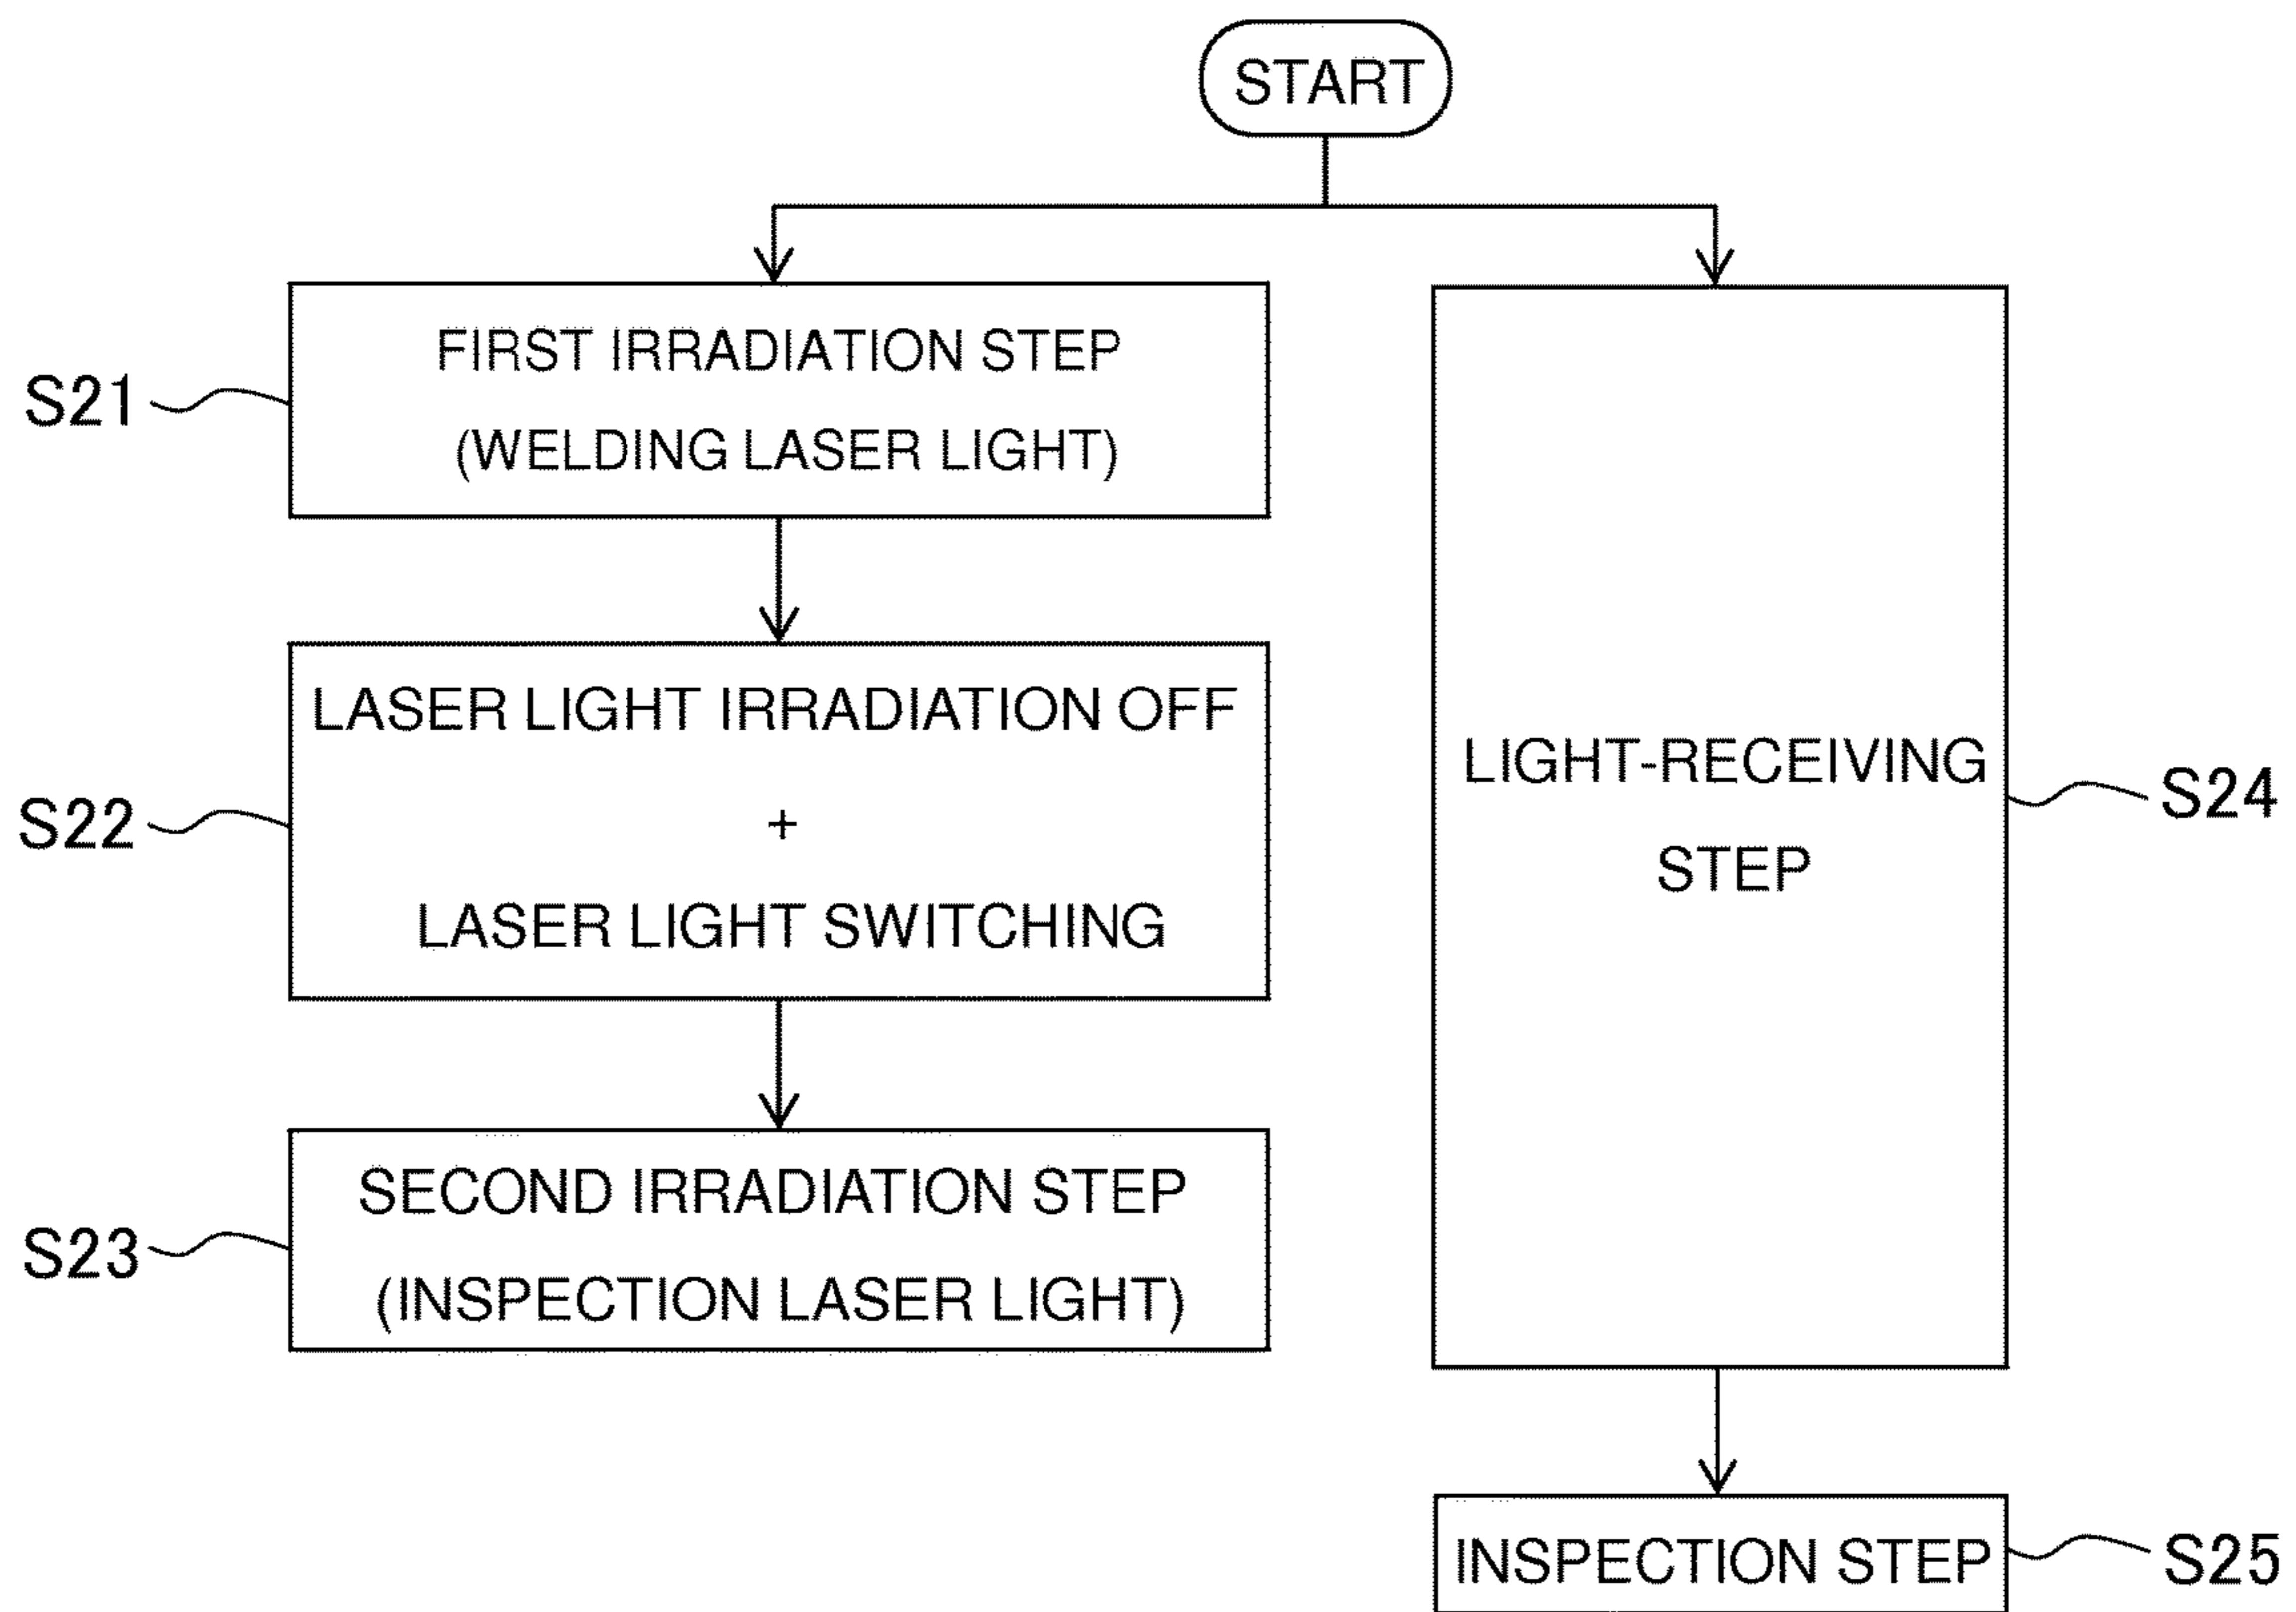 START
S21
FIRST IRRADIATION STEP
(WELDING LASER LIGHT)
S22
LASER LIGHT IRRADIATION OFF
+
LASER LIGHT SWITCHING
S23
SECOND IRRADIATION STEP
(INSPECTION LASER LIGHT)
LIGHT-RECEIVING
STEP
S24
INSPECTION STEP
S25